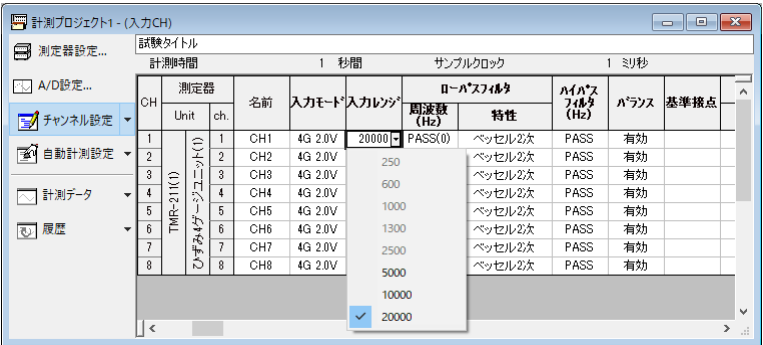 計測プロジェクト1 - (入力CH)
測定器設定...
A/D設定...
チャンネル設定
自動計測設定
計測データ
履歴
試験タイトル
計測時間 1 秒間 サンプルクロック 1 ミリ秒
CH 測定器 名前 入力モード 入力レンジ ローパスフィルタ ハイパスフィルタ(Hz) バランス 基準接点
Unit ch. 周波数(Hz) 特性
TMR-211(1)
ひずみ4ゲージユニット(1)
1 1 CH1 4G 2.0V 20000 PASS(0) ベッセル2次 PASS 有効
2 2 CH2 4G 2.0V ベッセル2次 PASS 有効
3 3 CH3 4G 2.0V ベッセル2次 PASS 有効
4 4 CH4 4G 2.0V ベッセル2次 PASS 有効
5 5 CH5 4G 2.0V ベッセル2次 PASS 有効
6 6 CH6 4G 2.0V ベッセル2次 PASS 有効
7 7 CH7 4G 2.0V ベッセル2次 PASS 有効
8 8 CH8 4G 2.0V ベッセル2次 PASS 有効
250
600
1000
1300
2500
5000
10000
20000